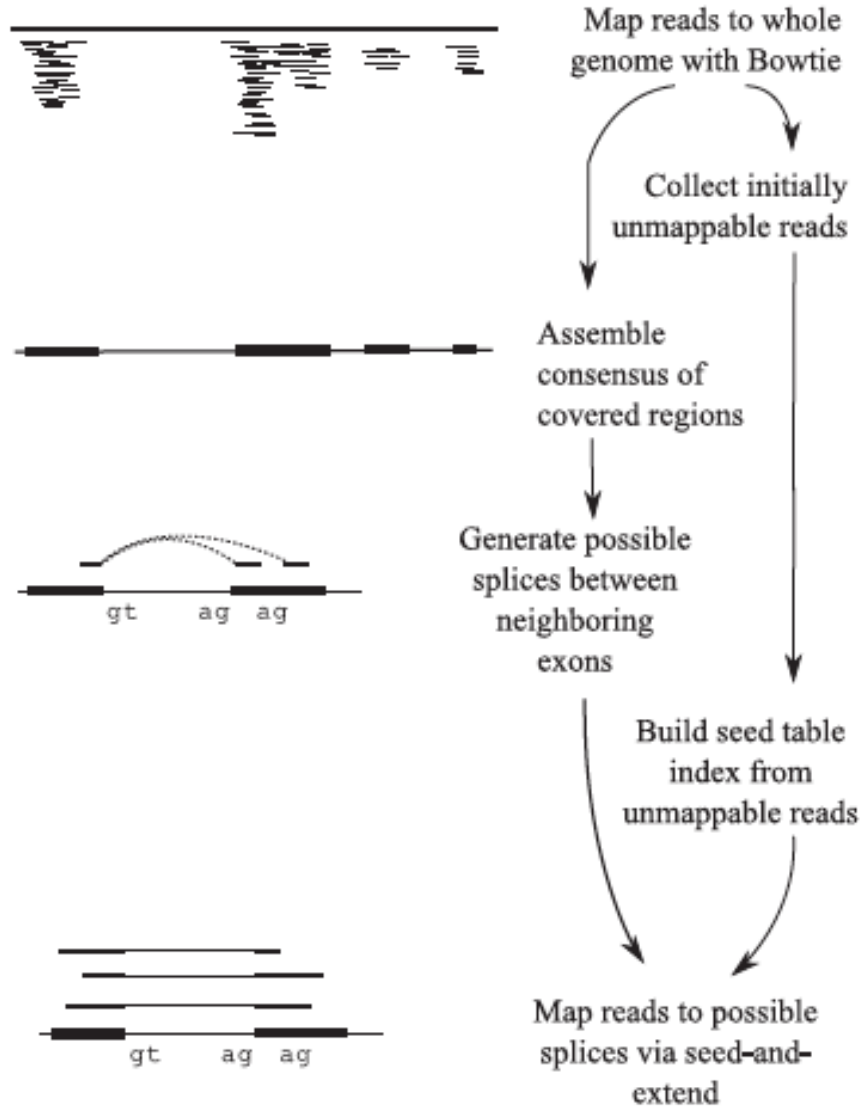 Map reads to whole
genome with Bowtie
Collect initially
unmappable reads
Assemble
consensus of
covered regions
Generate possible
splices between
neighboring
exons
gt ag ag
Build seed table
index from
unmappable reads
Map reads to possible
splices via seed-and-
extend
gt ag ag